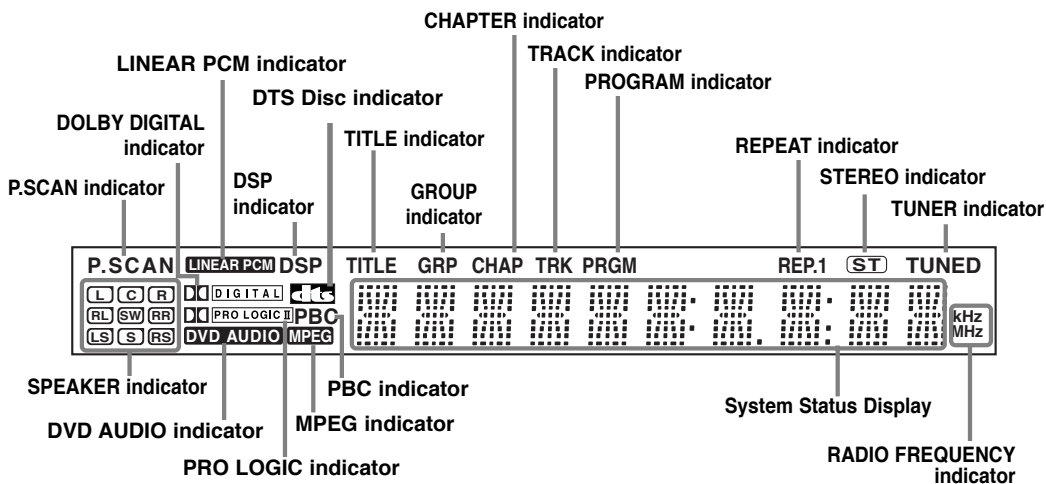 CHAPTER indicator
TRACK indicator
LINEAR PCM indicator
PROGRAM indicator
DTS Disc indicator
DOLBY DIGITAL
indicator
TITLE indicator
REPEAT indicator
P.SCAN indicator
DSP
indicator
GROUP
indicator
STEREO indicator
TUNER indicator
P.SCAN LINEAR PCM DSP TITLE GRP CHAP TRK PRGM REP.1 ST TUNED
L C R DIGITAL dts
RL SW RR PRO LOGIC II PBC kHz
LS S RS DVD AUDIO MPEG MHz
SPEAKER indicator
PBC indicator
System Status Display
DVD AUDIO indicator
MPEG indicator
PRO LOGIC indicator
RADIO FREQUENCY
indicator